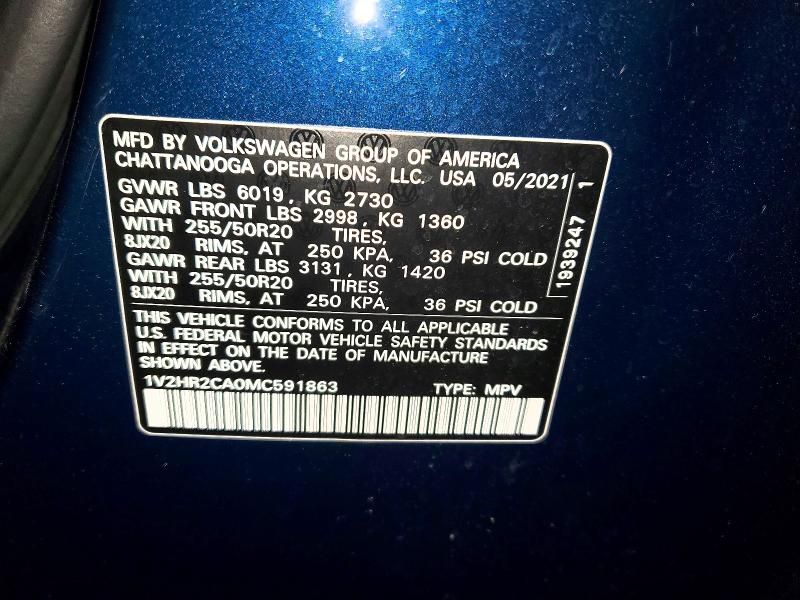 MFD BY VOLKSWAGEN GROUP OF AMERICA
CHATTANOOGA OPERATIONS, LLC. USA 05/2021
GVWR LBS 6019, KG 2730
GAWR FRONT LBS 2998, KG 1360
WITH 255/50R20 TIRES,
8JX20 RIMS, AT 250 KPA, 36 PSI COLD
GAWR REAR LBS 3131, KG 1420
WITH 255/50R20 TIRES,
8JX20 RIMS, AT 250 KPA, 36 PSI COLD
1939247 1
THIS VEHICLE CONFORMS TO ALL APPLICABLE
U.S. FEDERAL MOTOR VEHICLE SAFETY STANDARDS
IN EFFECT ON THE DATE OF MANUFACTURE
SHOWN ABOVE.
1V2HR2CA0MC591863 TYPE: MPV